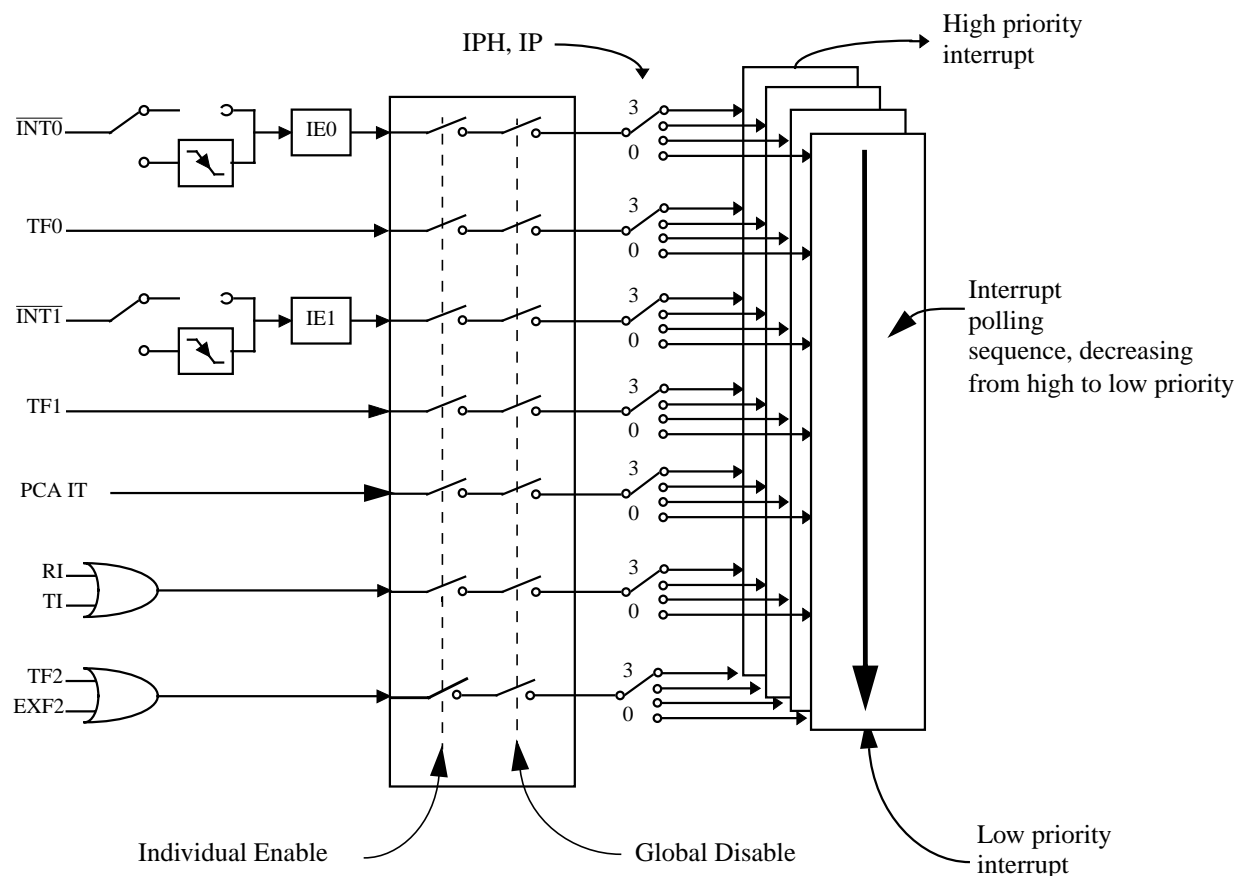 IPH, IP
High priority
interrupt
INT0
IE0
3
0
TF0
3
0
INT1
IE1
3
0
Interrupt
polling
sequence, decreasing
from high to low priority
TF1
3
0
PCA IT
3
0
RI
TI
3
0
TF2
EXF2
3
0
Individual Enable
Global Disable
Low priority
interrupt